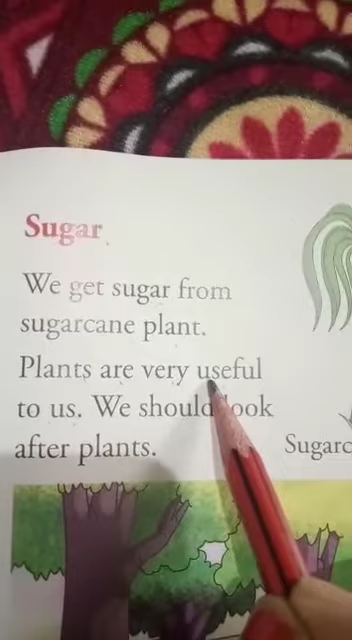 Sugar
We get sugar from
sugarcane plant.
Plants are very useful
to us. We should look
after plants.